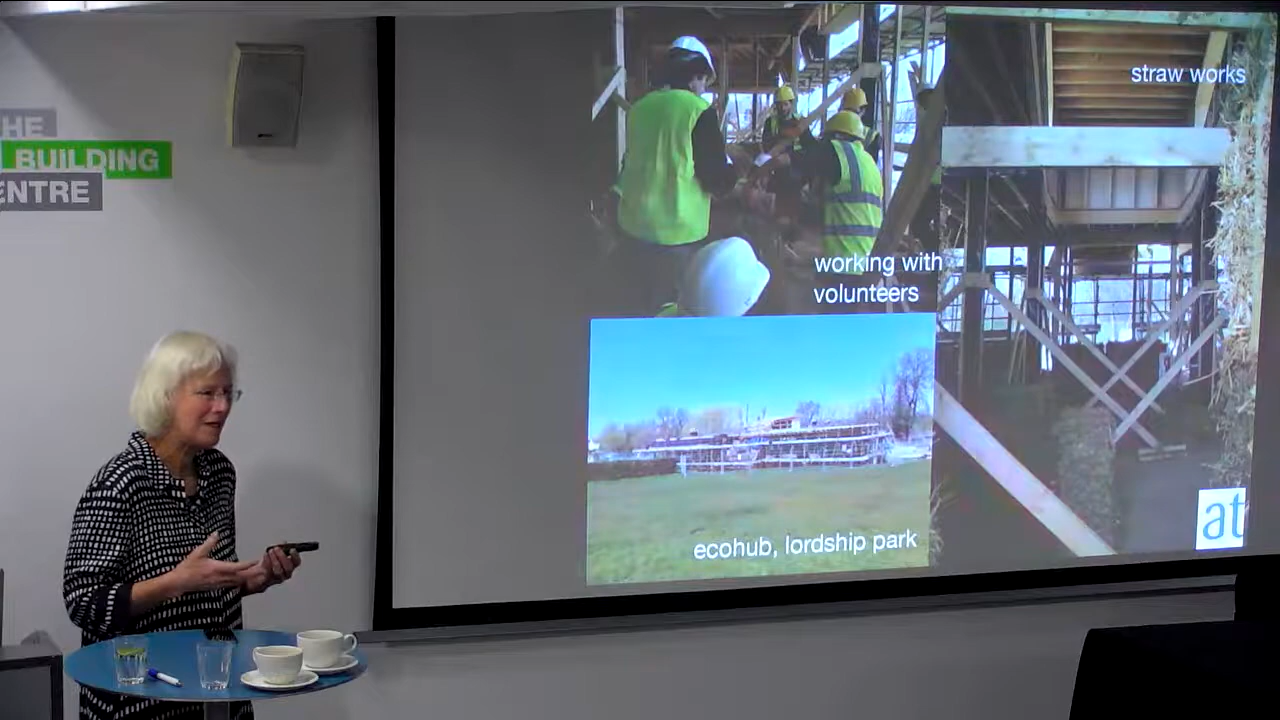 HE
BUILDING
ENTRE
straw works
working with
volunteers
ecohub, lordship park
at